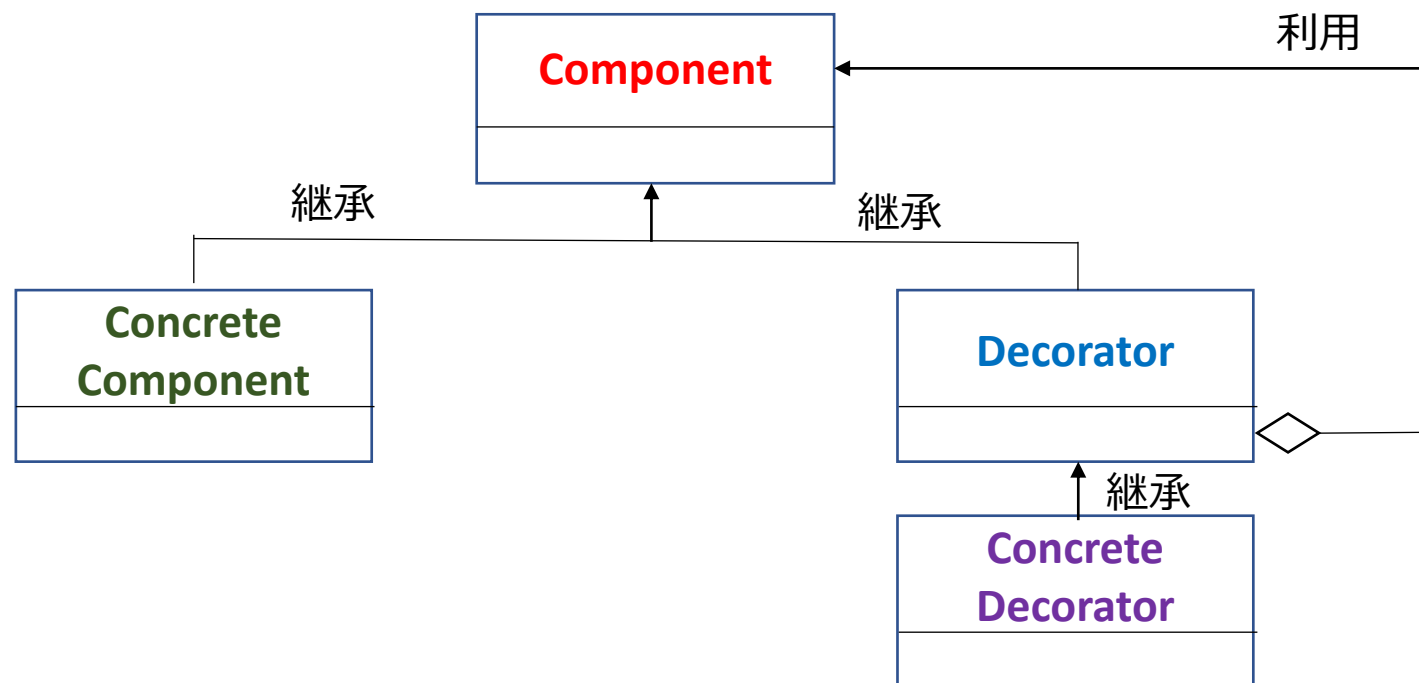 利用
Component
継承
継承
Concrete
Component
Decorator
継承
Concrete
Decorator